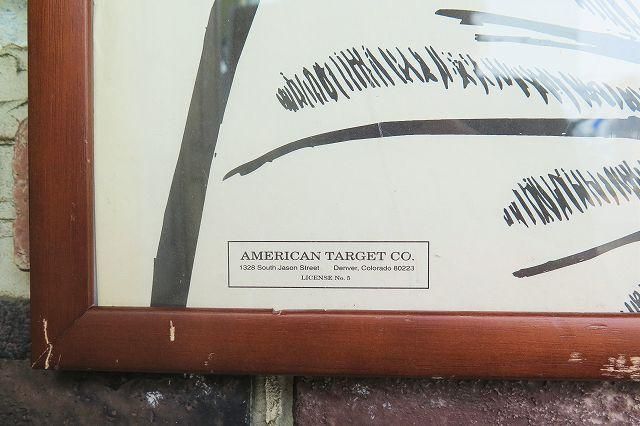 AMERICAN TARGET CO.
1328 South Jason Street Denver, Colorado 80223
LICENSE No. 5